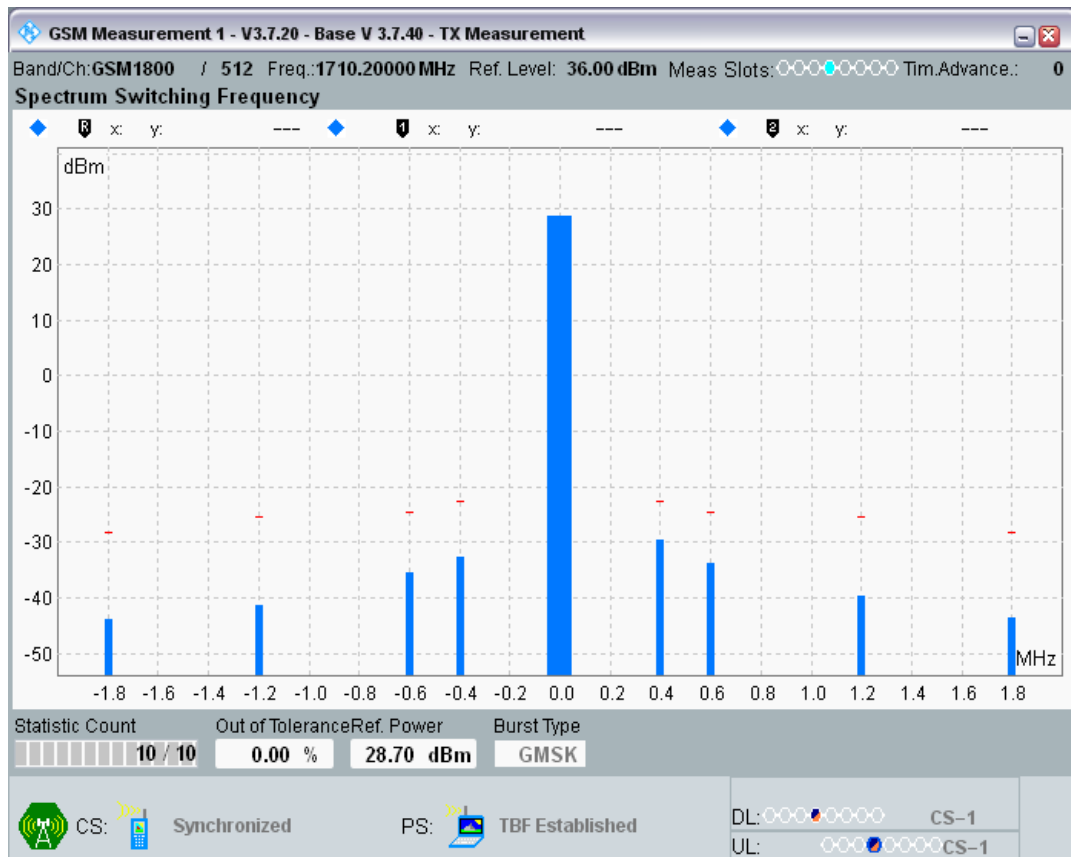 GSM Measurement 1 - V3.7.20 - Base V 3.7.40 - TX Measurement
Band/Ch:GSM1800 / 512 Freq.:1710.20000 MHz Ref. Level: 36.00 dBm Meas Slots: Tim.Advance.: 0
Spectrum Switching Frequency
R x: y: --- 1 x: y: --- 2 x: y: ---
dBm
30
20
10
0
-10
-20
-30
-40
-50
MHz
-1.8 -1.6 -1.4 -1.2 -1.0 -0.8 -0.6 -0.4 -0.2 0.0 0.2 0.4 0.6 0.8 1.0 1.2 1.4 1.6 1.8
Statistic Count Out of Tolerance Ref. Power Burst Type
10 / 10 0.00 % 28.70 dBm GMSK
CS: Synchronized PS: TBF Established DL: CS-1
UL: CS-1